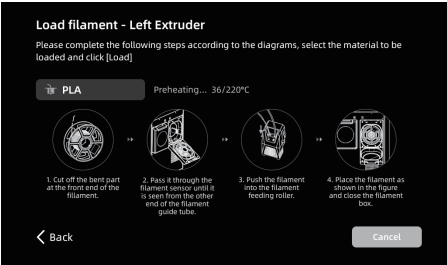 Load filament - Left Extruder
Please complete the following steps according to the diagrams, select the material to be
loaded and click [Load]
PLA
Preheating... 36/220°C
1. Cut off the bent part
at the front end of the
fillament.
2. Pass it through the
filament sensor until it
is seen from the other
end of the filament
guide tube.
3. Push the filament
into the filament
feeding roller.
4. Place the filament as
shown in the figure
and close the filament
box.
Back
Cancel